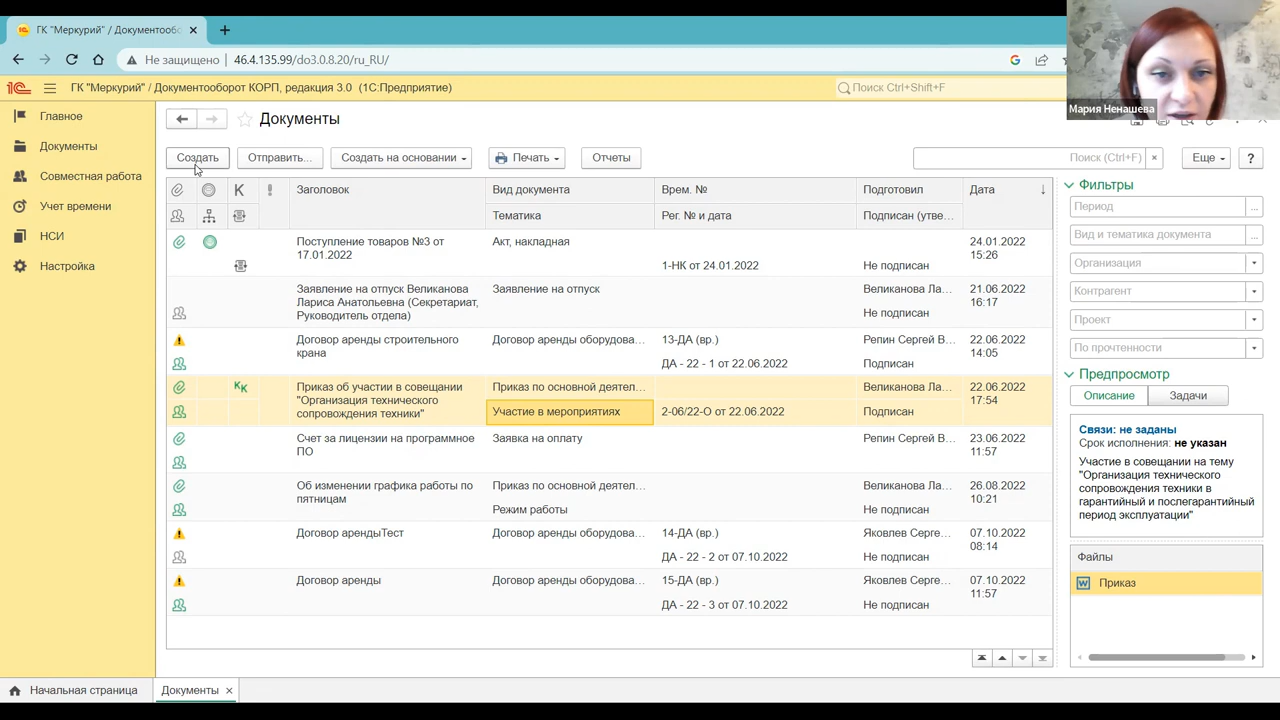 ГК "Меркурий" / Документооб
Не защищено
46.4.135.99/do3.0.8.20/ru_RU/
Мария Ненашева
1С
ГК "Меркурий" / Документооборот КОРП, редакция 3.0 (1С:Предприятие)
Поиск Ctrl+Shift+F
Главное
Документы
Совместная работа
Учет времени
НСИ
Настройка
Документы
Создать
Отправить...
Создать на основании
Печать
Отчеты
Поиск (Ctrl+F)
×
Еще
?
К
!
Заголовок
Вид документа
Врем. №
Подготовил
Дата
Тематика
Рег. № и дата
Подписан (утве...
Поступление товаров №3 от
17.01.2022
Акт, накладная
1-НК от 24.01.2022
Не подписан
24.01.2022
15:26
Заявление на отпуск Великанова
Лариса Анатольевна (Секретариат,
Руководитель отдела)
Заявление на отпуск
Великанова Ла...
Не подписан
21.06.2022
16:17
Договор аренды строительного
крана
Договор аренды оборудова...
13-ДА (вр.)
ДА - 22 - 1 от 22.06.2022
Репин Сергей В...
Подписан
22.06.2022
14:05
КК
Приказ об участии в совещании
"Организация технического
сопровождения техники"
Приказ по основной деятел...
Участие в мероприятиях
2-06/22-О от 22.06.2022
Великанова Ла...
Подписан
22.06.2022
17:54
Счет за лицензии на программное
ПО
Заявка на оплату
Репин Сергей В...
23.06.2022
11:57
Об изменении графика работы по
пятницам
Приказ по основной деятел...
Режим работы
Великанова Ла...
Не подписан
26.08.2022
10:21
Договор арендыТест
Договор аренды оборудова...
14-ДА (вр.)
ДА - 22 - 2 от 07.10.2022
Яковлев Серге...
Не подписан
07.10.2022
08:14
Договор аренды
Договор аренды оборудова...
15-ДА (вр.)
ДА - 22 - 3 от 07.10.2022
Яковлев Серге...
Не подписан
07.10.2022
11:57
Фильтры
Период
Вид и тематика документа
Организация
Контрагент
Проект
По прочтенности
Предпросмотр
Описание
Задачи
Связи: не заданы
Срок исполнения: не указан
Участие в совещании на тему
"Организация технического
сопровождения техники в
гарантийный и послегарантийный
период эксплуатации"
Файлы
W Приказ
Начальная страница
Документы ×